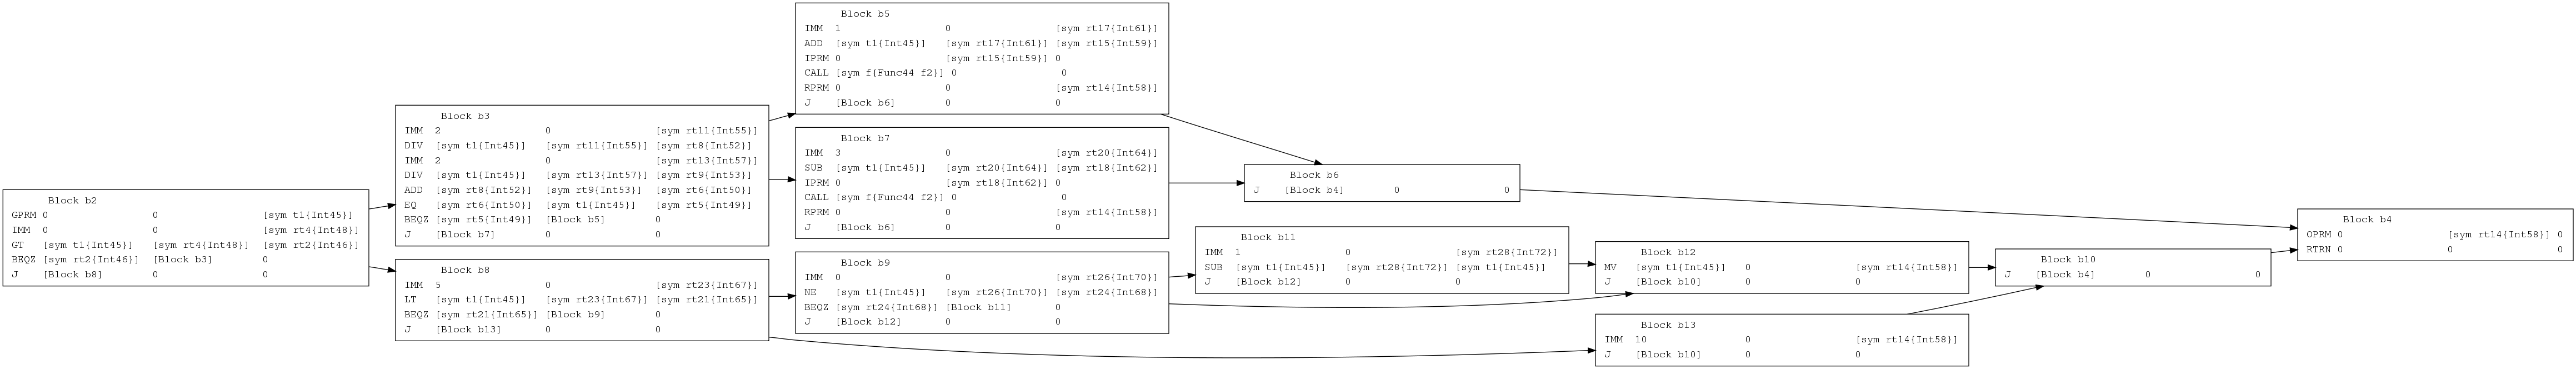 Block b2
GPRM 0 0 [sym t1{Int45}]
IMM 0 0 [sym rt4{Int48}]
GT [sym t1{Int45}] [sym rt4{Int48}] [sym rt2{Int46}]
BEQZ [sym rt2{Int46}] [Block b3] 0
J [Block b8] 0 0
Block b3
IMM 2 0 [sym rt11{Int55}]
DIV [sym t1{Int45}] [sym rt11{Int55}] [sym rt8{Int52}]
IMM 2 0 [sym rt13{Int57}]
DIV [sym t1{Int45}] [sym rt13{Int57}] [sym rt9{Int53}]
ADD [sym rt8{Int52}] [sym rt9{Int53}] [sym rt6{Int50}]
EQ [sym rt6{Int50}] [sym t1{Int45}] [sym rt5{Int49}]
BEQZ [sym rt5{Int49}] [Block b5] 0
J [Block b7] 0 0
Block b8
IMM 5 0 [sym rt23{Int67}]
LT [sym t1{Int45}] [sym rt23{Int67}] [sym rt21{Int65}]
BEQZ [sym rt21{Int65}] [Block b9] 0
J [Block b13] 0 0
Block b5
IMM 1 0 [sym rt17{Int61}]
ADD [sym t1{Int45}] [sym rt17{Int61}] [sym rt15{Int59}]
IPRM 0 [sym rt15{Int59}] 0
CALL [sym f{Func44 f2}] 0 0
RPRM 0 0 [sym rt14{Int58}]
J [Block b6] 0 0
Block b7
IMM 3 0 [sym rt20{Int64}]
SUB [sym t1{Int45}] [sym rt20{Int64}] [sym rt18{Int62}]
IPRM 0 [sym rt18{Int62}] 0
CALL [sym f{Func44 f2}] 0 0
RPRM 0 0 [sym rt14{Int58}]
J [Block b6] 0 0
Block b9
IMM 0 0 [sym rt26{Int70}]
NE [sym t1{Int45}] [sym rt26{Int70}] [sym rt24{Int68}]
BEQZ [sym rt24{Int68}] [Block b11] 0
J [Block b12] 0 0
Block b6
J [Block b4] 0 0
Block b11
IMM 1 0 [sym rt28{Int72}]
SUB [sym t1{Int45}] [sym rt28{Int72}] [sym t1{Int45}]
J [Block b12] 0 0
Block b12
MV [sym t1{Int45}] 0 [sym rt14{Int58}]
J [Block b10] 0 0
Block b13
IMM 10 0 [sym rt14{Int58}]
J [Block b10] 0 0
Block b10
J [Block b4] 0 0
Block b4
OPRM 0 [sym rt14{Int58}] 0
RTRN 0 0 0